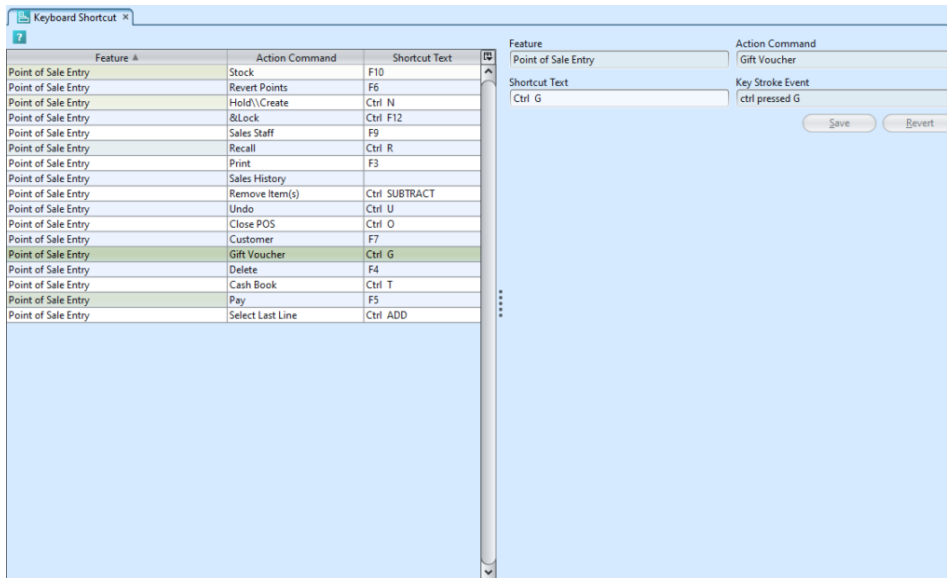 Keyboard Shortcut ×
?
Feature Action Command Shortcut Text
Point of Sale Entry Stock F10
Point of Sale Entry Revert Points F6
Point of Sale Entry Hold\\Create Ctrl N
Point of Sale Entry &Lock Ctrl F12
Point of Sale Entry Sales Staff F9
Point of Sale Entry Recall Ctrl R
Point of Sale Entry Print F3
Point of Sale Entry Sales History
Point of Sale Entry Remove Item(s) Ctrl SUBTRACT
Point of Sale Entry Undo Ctrl U
Point of Sale Entry Close POS Ctrl O
Point of Sale Entry Customer F7
Point of Sale Entry Gift Voucher Ctrl G
Point of Sale Entry Delete F4
Point of Sale Entry Cash Book Ctrl T
Point of Sale Entry Pay F5
Point of Sale Entry Select Last Line Ctrl ADD
Feature Action Command
Point of Sale Entry Gift Voucher
Shortcut Text Key Stroke Event
Ctrl G ctrl pressed G
Save Revert